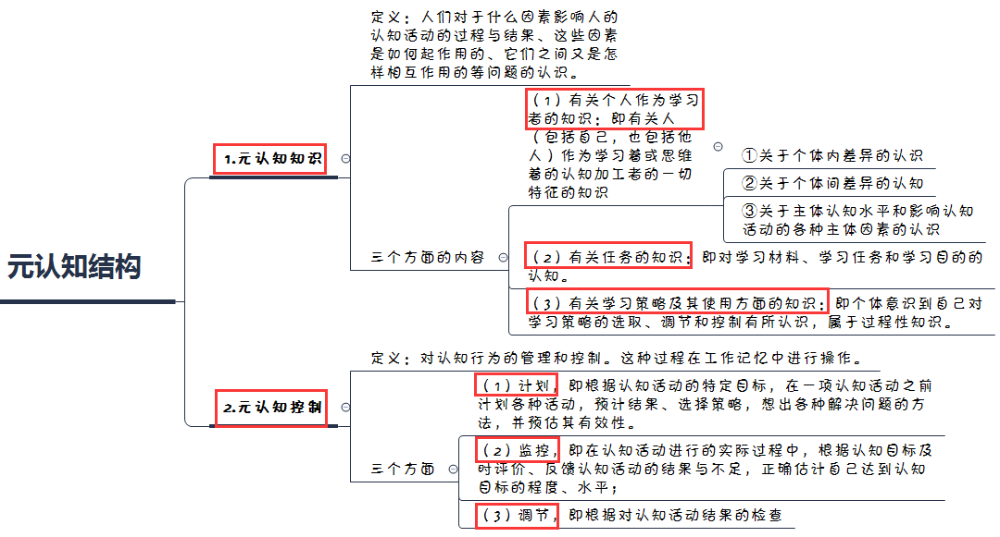 元认知结构
1.元认知知识
定义：人们对于什么因素影响人的
认知活动的过程与结果、这些因素
是如何起作用的、它们之间又是怎
样相互作用的等问题的认识。
三个方面的内容
（1）有关个人作为学习
者的知识：即有关人
（包括自己，也包括他
人）作为学习着或思维
着的认知加工者的一切
特征的知识
①关于个体内差异的认识
②关于个体间差异的认知
③关于主体认知水平和影响认知
活动的各种主体因素的认识
（2）有关任务的知识：即对学习材料、学习任务和学习目的的
认知。
（3）有关学习策略及其使用方面的知识：即个体意识到自己对
学习策略的选取、调节和控制有所认识，属于过程性知识。
2.元认知控制
定义：对认知行为的管理和控制。这种过程在工作记忆中进行操作。
三个方面
（1）计划，即根据认知活动的特定目标，在一项认知活动之前
计划各种活动，预计结果、选择策略，想出各种解决问题的方
法，并预估其有效性。
（2）监控，即在认知活动进行的实际过程中，根据认知目标及
时评价、反馈认知活动的结果与不足，正确估计自己达到认知
目标的程度、水平；
（3）调节，即根据对认知活动结果的检查